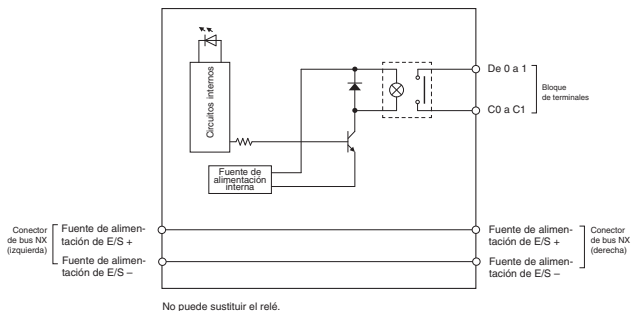 Circuitos internos
De 0 a 1
C0 a C1
Bloque
de terminales
Fuente de
alimentación
interna
Conector
de bus NX
(izquierda)
Fuente de alimen-
tación de E/S +
Fuente de alimen-
tación de E/S –
Fuente de alimen-
tación de E/S +
Fuente de alimen-
tación de E/S –
Conector
de bus NX
(derecha)
No puede sustituir el relé.